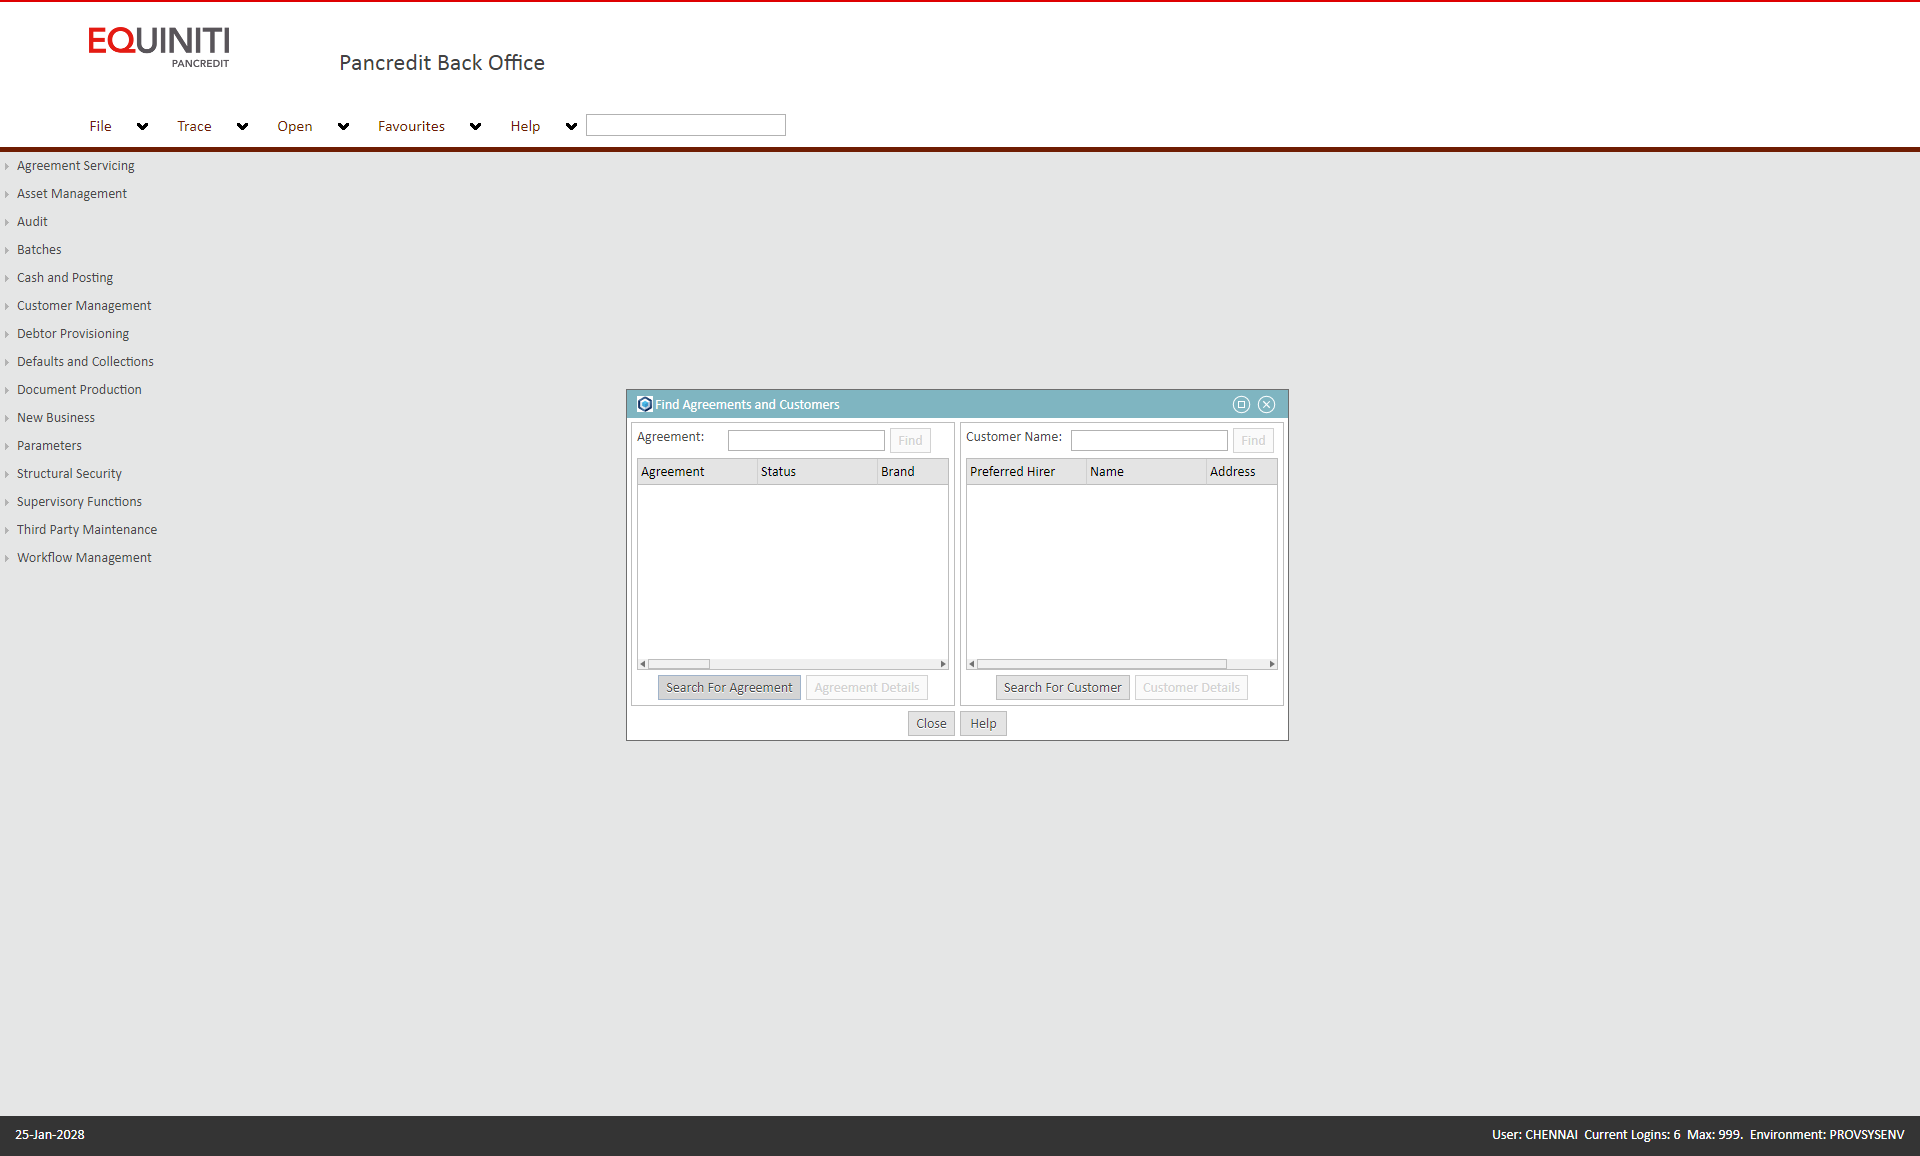 EQUINITI
PANCREDIT
Pancredit Back Office
File Trace Open Favourites Help
Agreement Servicing
Asset Management
Audit
Batches
Cash and Posting
Customer Management
Debtor Provisioning
Defaults and Collections
Document Production
New Business
Parameters
Structural Security
Supervisory Functions
Third Party Maintenance
Workflow Management
Find Agreements and Customers
Agreement: Find
Agreement Status Brand
Search For Agreement Agreement Details
Customer Name: Find
Preferred Hirer Name Address
Search For Customer Customer Details
Close Help
25-Jan-2028
User: CHENNAI Current Logins: 6 Max: 999. Environment: PROVSYSENV